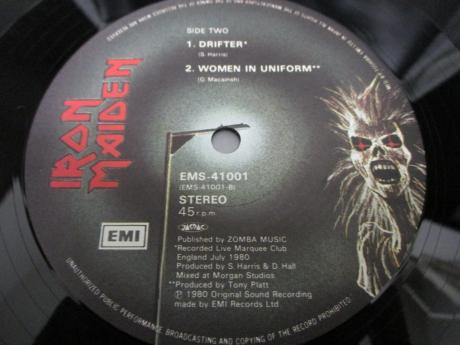 SIDE TWO
1. DRIFTER*
(S. Harris)
2. WOMEN IN UNIFORM**
(G. Macainsh)
IRON
MAIDEN
EMS-41001
(EMS-41001-B)
STEREO
45 r.p.m.
JASRAC
EMI
Published by ZOMBA MUSIC
*Recorded Live Marquee Club
England July 1980
Produced by S. Harris & D. Hall
Mixed at Morgan Studios
**Produced by Tony Platt
Ⓟ 1980 Original Sound Recording
made by EMI Records Ltd.
UNAUTHORIZED PUBLIC PERFORMANCE, BROADCASTING AND COPYING OF THE RECORD PROHIBITED